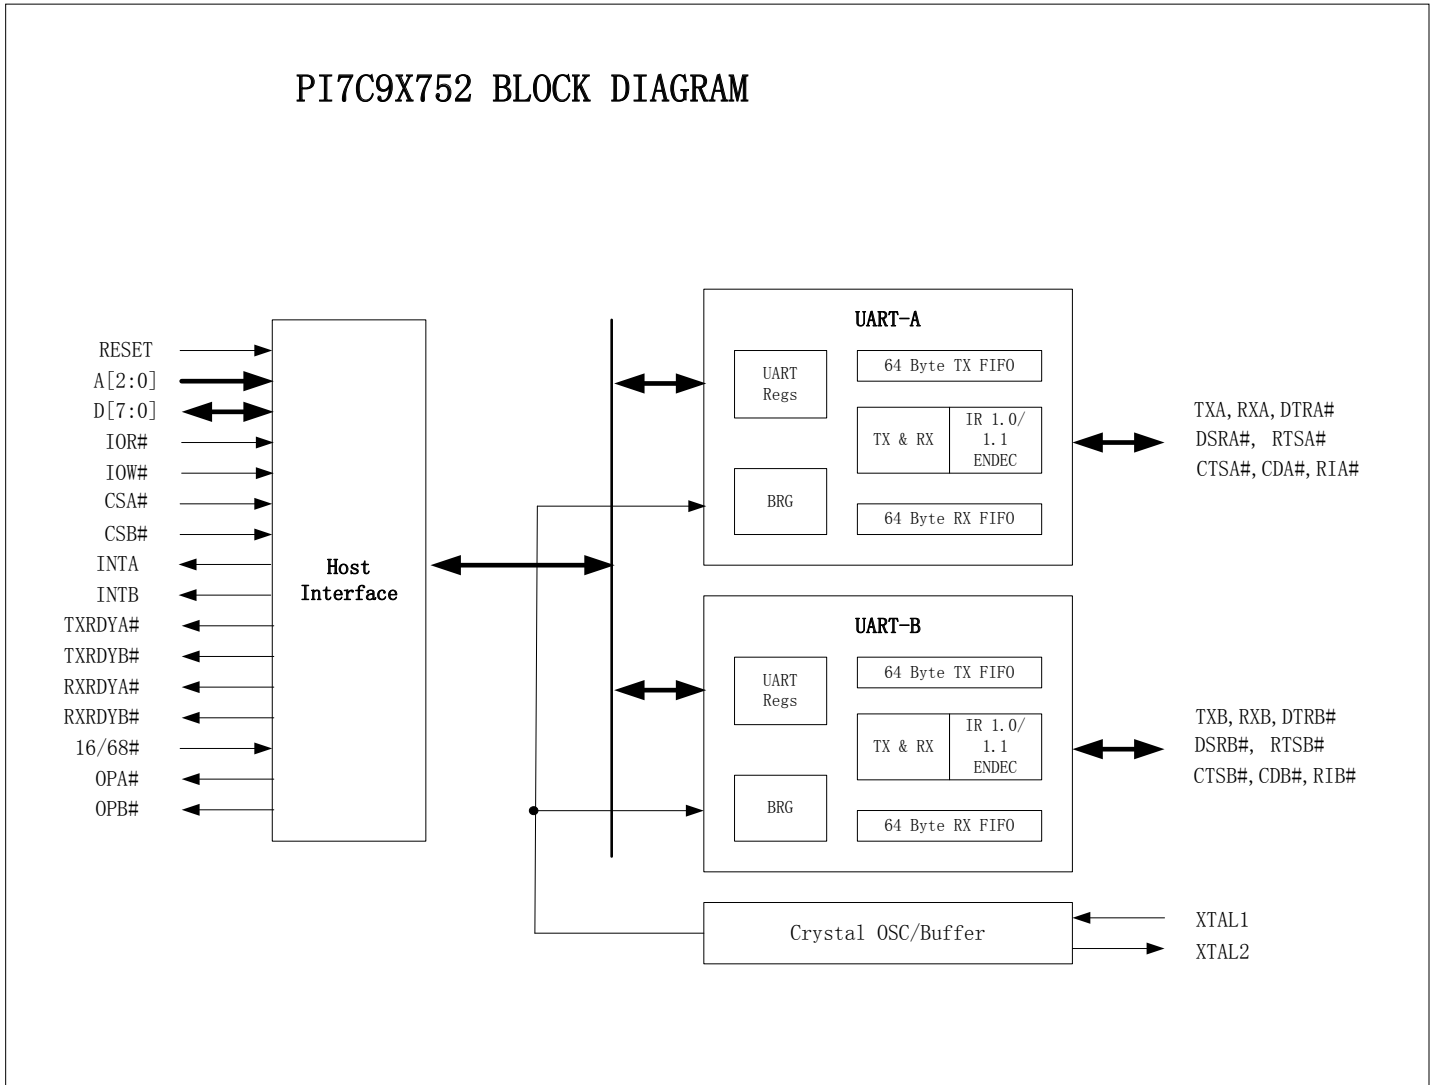 PI7C9X752 BLOCK DIAGRAM
RESET
A[2:0]
D[7:0]
IOR#
IOW#
CSA#
CSB#
INTA
INTB
TXRDYA#
TXRDYB#
RXRDYA#
RXRDYB#
16/68#
OPA#
OPB#
Host
Interface
UART-A
UART
Regs
BRG
64 Byte TX FIFO
TX & RX
IR 1.0/
1.1
ENDEC
64 Byte RX FIFO
TXA, RXA, DTRA#
DSRA#, RTSA#
CTSA#, CDA#, RIA#
UART-B
UART
Regs
BRG
64 Byte TX FIFO
TX & RX
IR 1.0/
1.1
ENDEC
64 Byte RX FIFO
TXB, RXB, DTRB#
DSRB#, RTSB#
CTSB#, CDB#, RIB#
Crystal OSC/Buffer
XTAL1
XTAL2